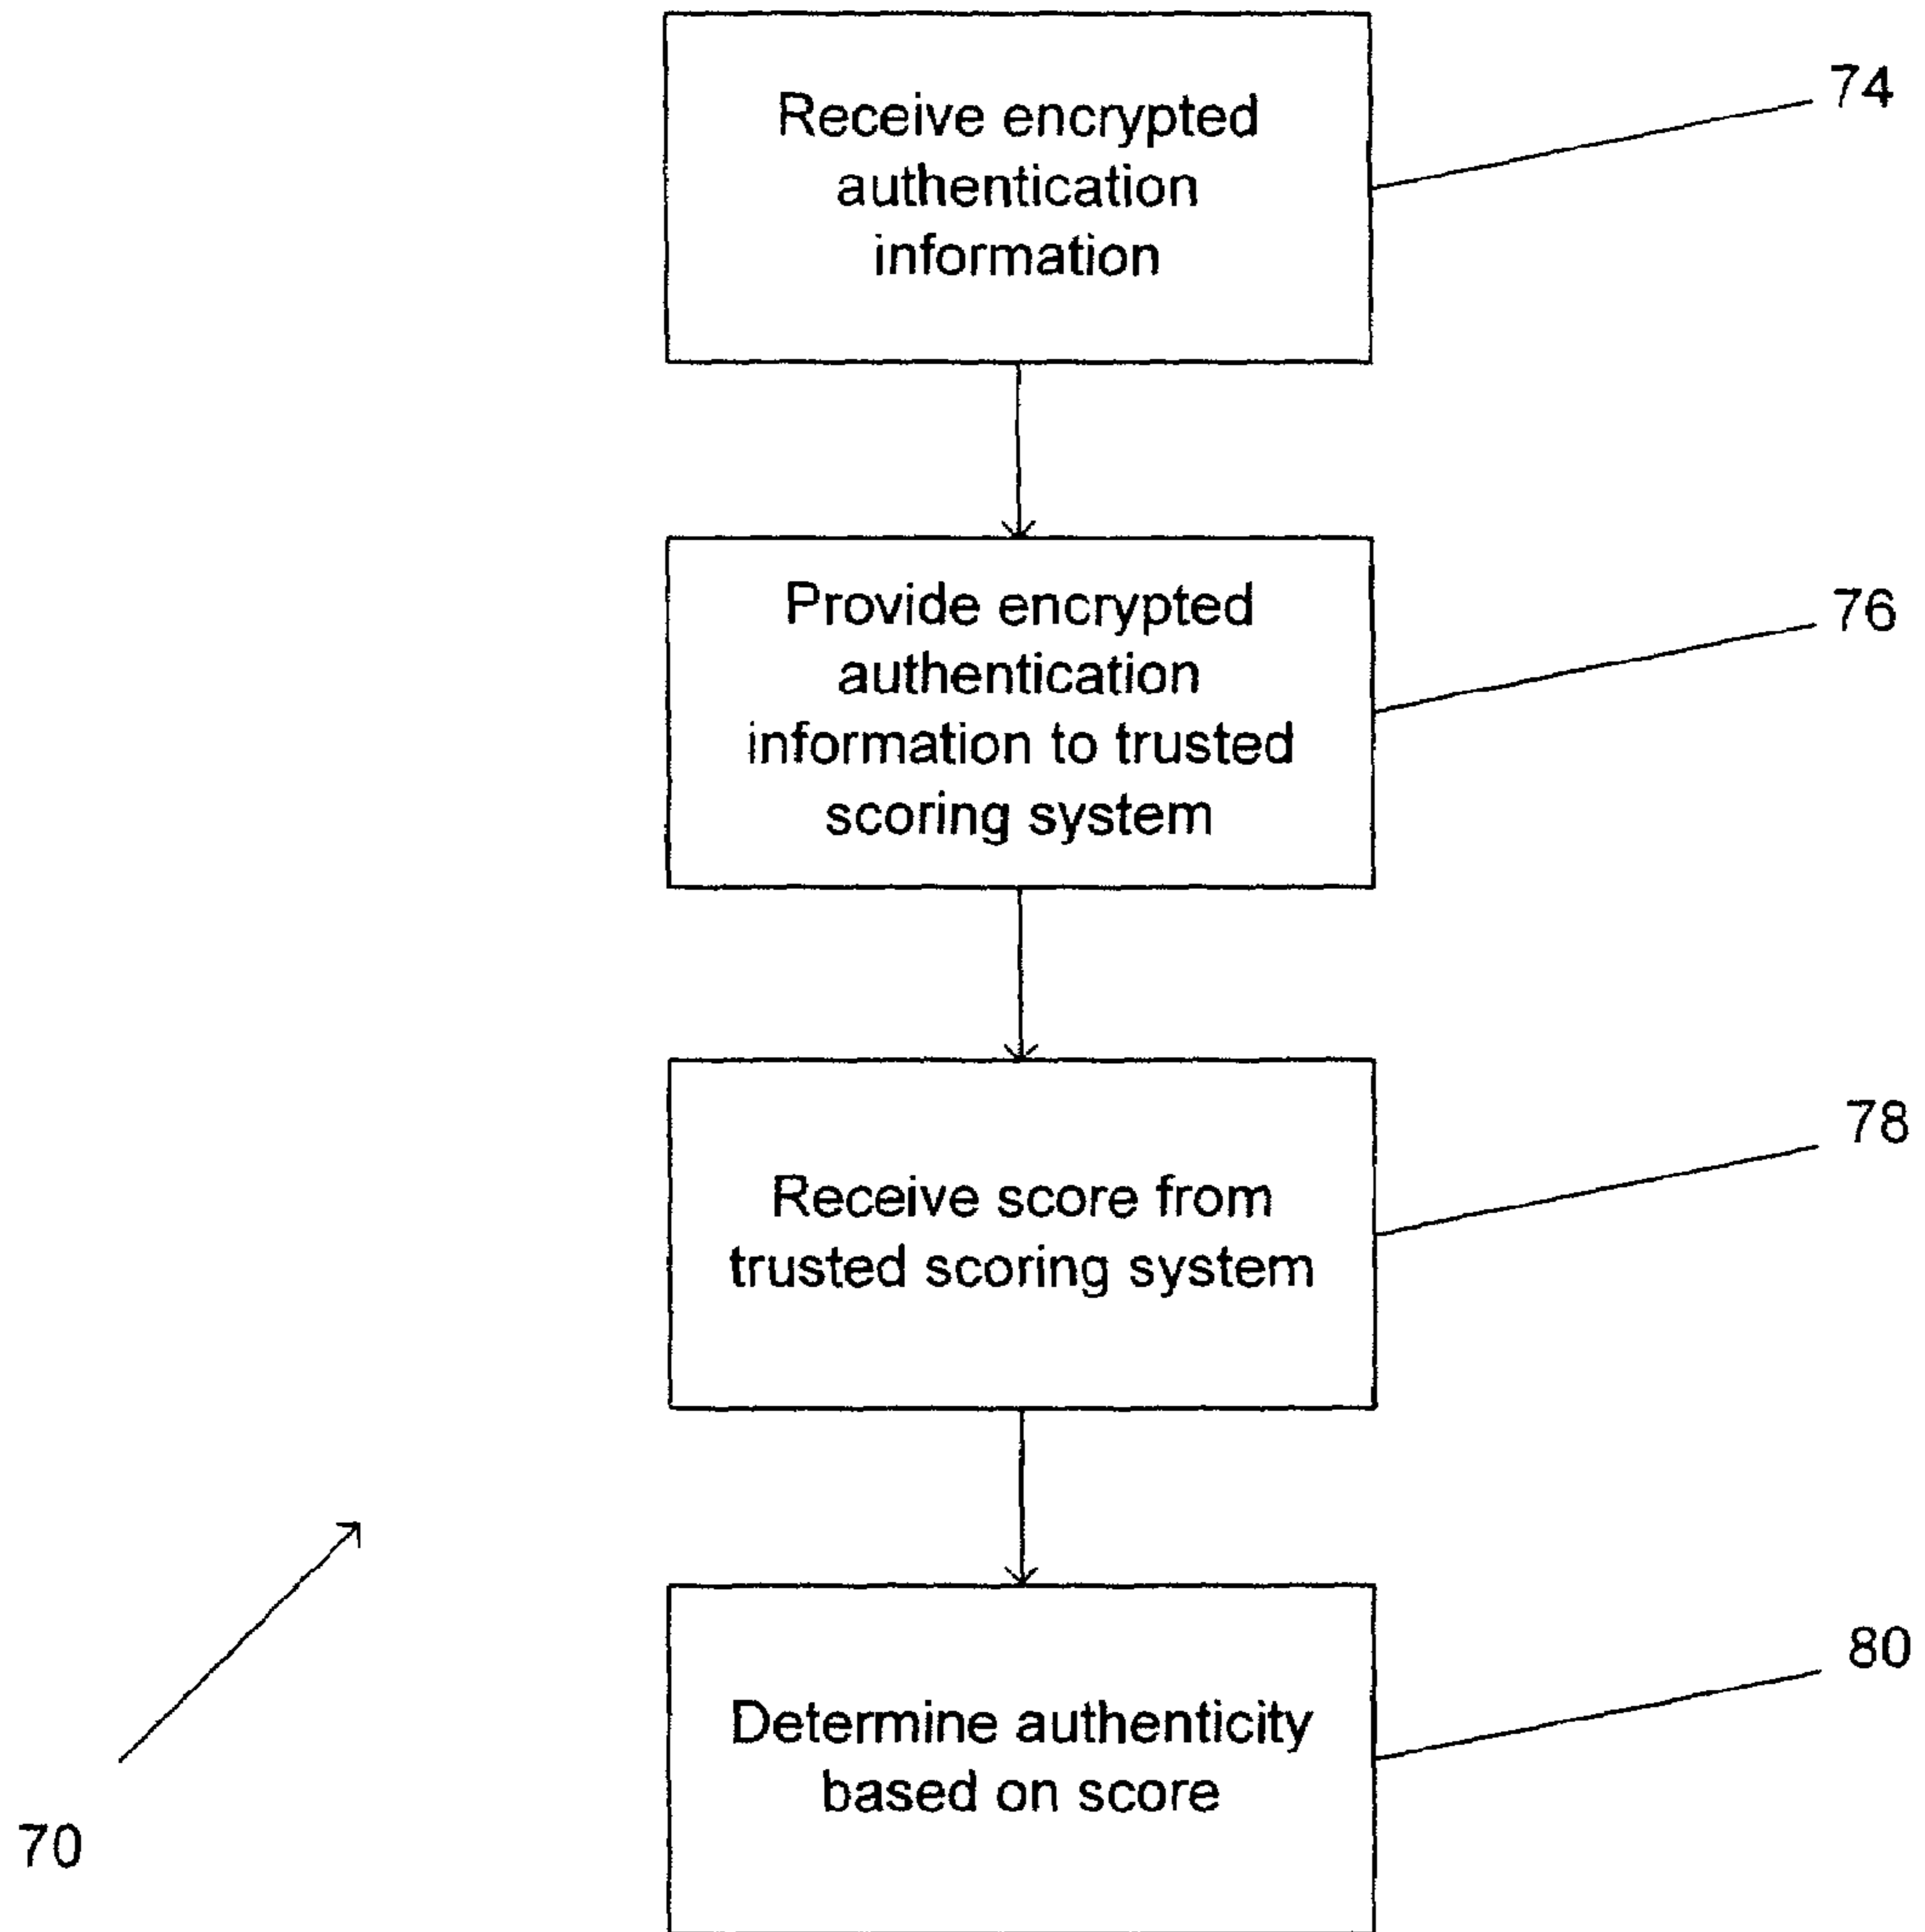 Receive encrypted
authentication
information
74
Provide encrypted
authentication
information to trusted
scoring system
76
Receive score from
trusted scoring system
78
Determine authenticity
based on score
80
70